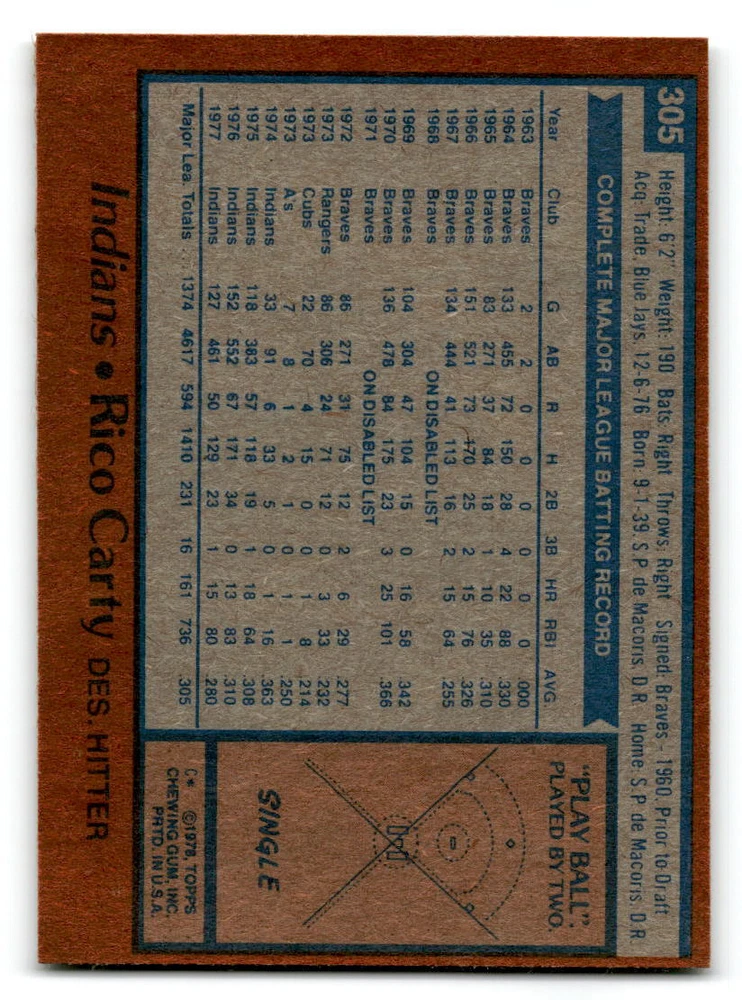 305
Height: 6'2" Weight: 190 Bats: Right Throws: Right Signed: Braves - 1960, Prior to Draft
Acq: Trade, Blue Jays, 12-6-76 Born: 9-1-39, S.P. de Macoris, D.R. Home: S.P. de Macoris, D.R.
COMPLETE MAJOR LEAGUE BATTING RECORD
Year Club G AB R H 2B 3B HR RBI AVG
1963 Braves 2 2 0 0 0 0 0 0 .000
1964 Braves 133 455 72 150 28 4 22 88 .330
1965 Braves 83 271 37 84 18 1 10 35 .310
1966 Braves 151 521 73 170 25 2 15 76 .326
1967 Braves 134 444 41 113 16 2 15 64 .255
1968 Braves ON DISABLED LIST
1969 Braves 104 304 47 104 15 0 16 58 .342
1970 Braves 136 478 84 175 23 3 25 101 .366
1971 Braves ON DISABLED LIST
1972 Braves 86 271 31 75 12 2 6 29 .277
1973 Rangers 86 306 24 71 12 0 3 33 .232
1973 Cubs 22 70 4 15 0 0 1 8 .214
1973 A's 7 8 1 2 1 0 1 1 .250
1974 Indians 33 91 6 33 5 0 1 16 .363
1975 Indians 118 383 57 118 19 1 18 64 .308
1976 Indians 152 552 67 171 34 0 13 83 .310
1977 Indians 127 461 50 129 23 1 15 80 .280
Major Lea. Totals 1374 4617 594 1410 231 16 161 736 .305
"PLAY BALL".
PLAYED BY TWO.
SINGLE
C* ©1978, TOPPS
CHEWING GUM, INC.
PRTD. IN U.S.A.
Indians • Rico Carty DES. HITTER